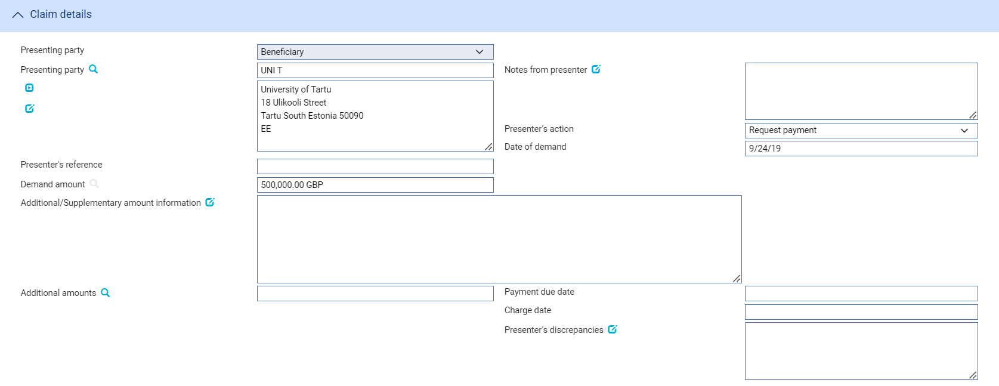 Claim details
Presenting party
Beneficiary
Presenting party
UNI T
Notes from presenter
University of Tartu
18 Ulikooli Street
Tartu South Estonia 50090
EE
Presenter's action
Request payment
Date of demand
9/24/19
Presenter's reference
Demand amount
500,000.00 GBP
Additional/Supplementary amount information
Additional amounts
Payment due date
Charge date
Presenter's discrepancies